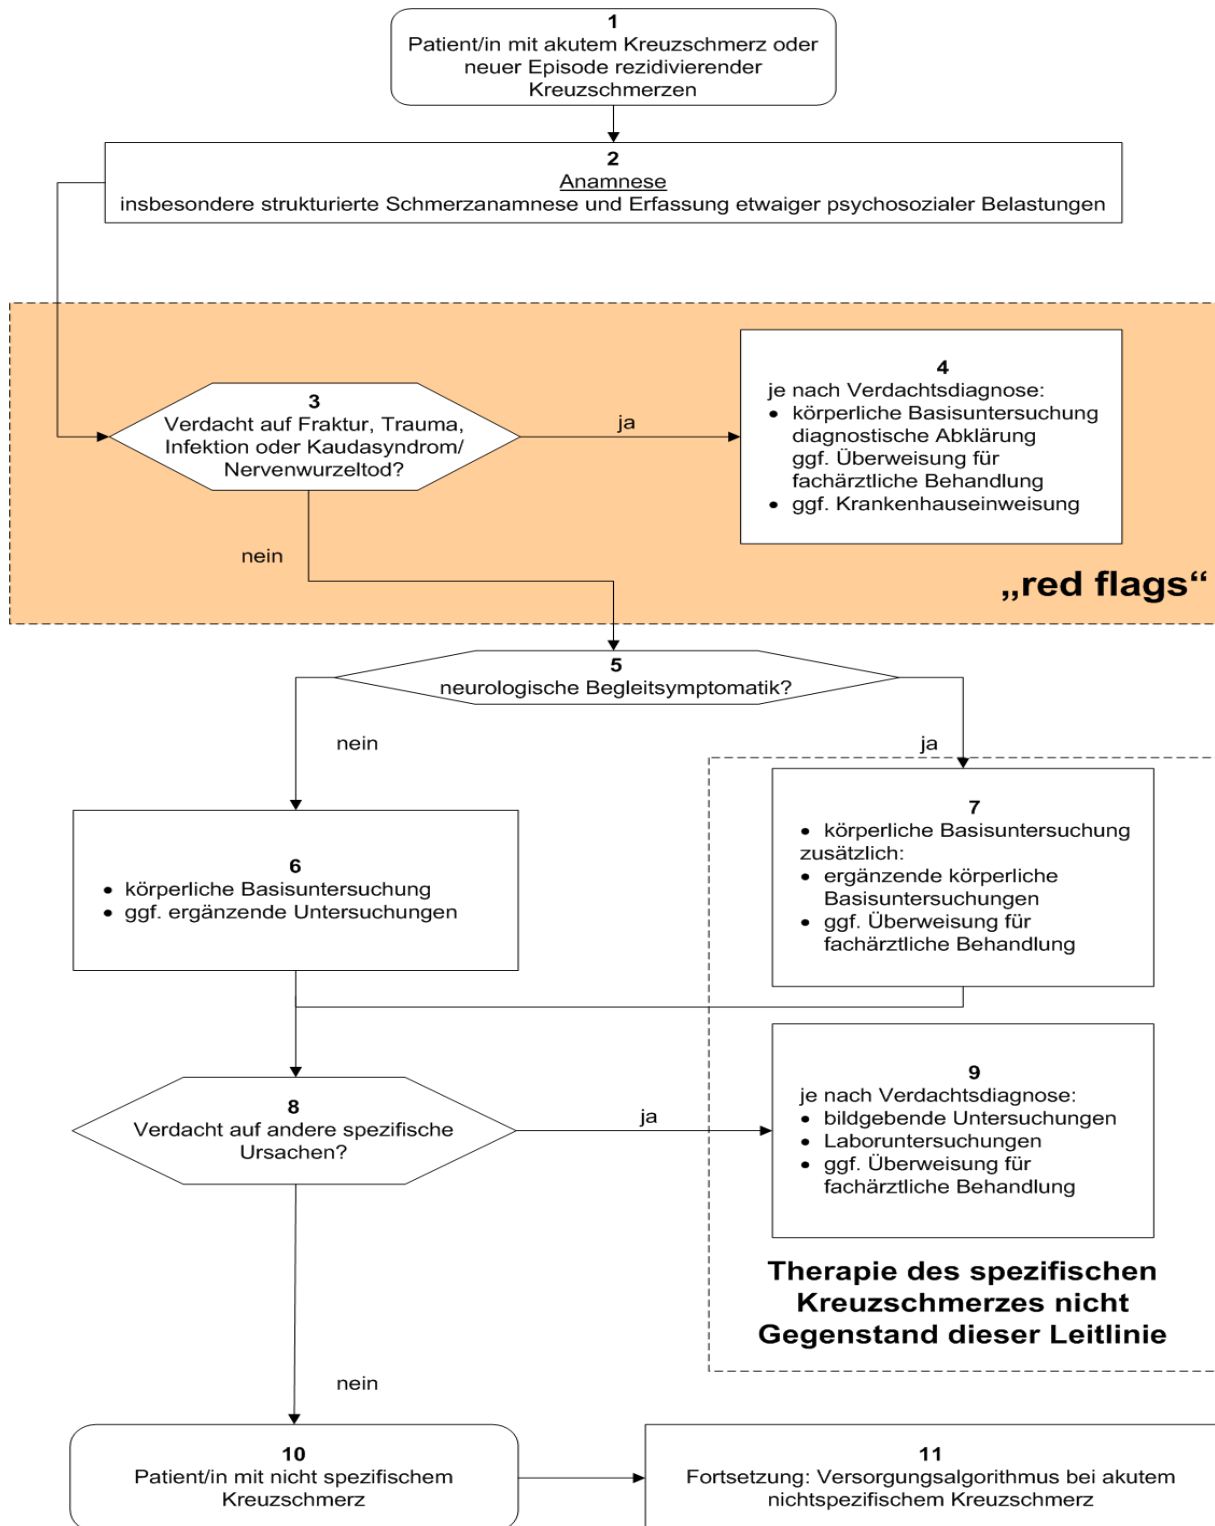 1
Patient/in mit akutem Kreuzschmerz oder
neuer Episode rezidivierender
Kreuzschmerzen
2
Anamnese
insbesondere strukturierte Schmerzanamnese und Erfassung etwaiger psychosozialer Belastungen
3
Verdacht auf Fraktur, Trauma,
Infektion oder Kaudasyndrom/
Nervenwurzeltod?
ja
4
je nach Verdachtsdiagnose:
• körperliche Basisuntersuchung
diagnostische Abklärung
ggf. Überweisung für
fachärztliche Behandlung
• ggf. Krankenhauseinweisung
nein
„red flags“
5
neurologische Begleitsymptomatik?
nein
ja
6
• körperliche Basisuntersuchung
• ggf. ergänzende Untersuchungen
7
• körperliche Basisuntersuchung
zusätzlich:
• ergänzende körperliche
Basisuntersuchungen
• ggf. Überweisung für
fachärztliche Behandlung
8
Verdacht auf andere spezifische
Ursachen?
ja
9
je nach Verdachtsdiagnose:
• bildgebende Untersuchungen
• Laboruntersuchungen
• ggf. Überweisung für
fachärztliche Behandlung
Therapie des spezifischen
Kreuzschmerzes nicht
Gegenstand dieser Leitlinie
nein
10
Patient/in mit nicht spezifischem
Kreuzschmerz
11
Fortsetzung: Versorgungsalgorithmus bei akutem
nichtspezifischem Kreuzschmerz